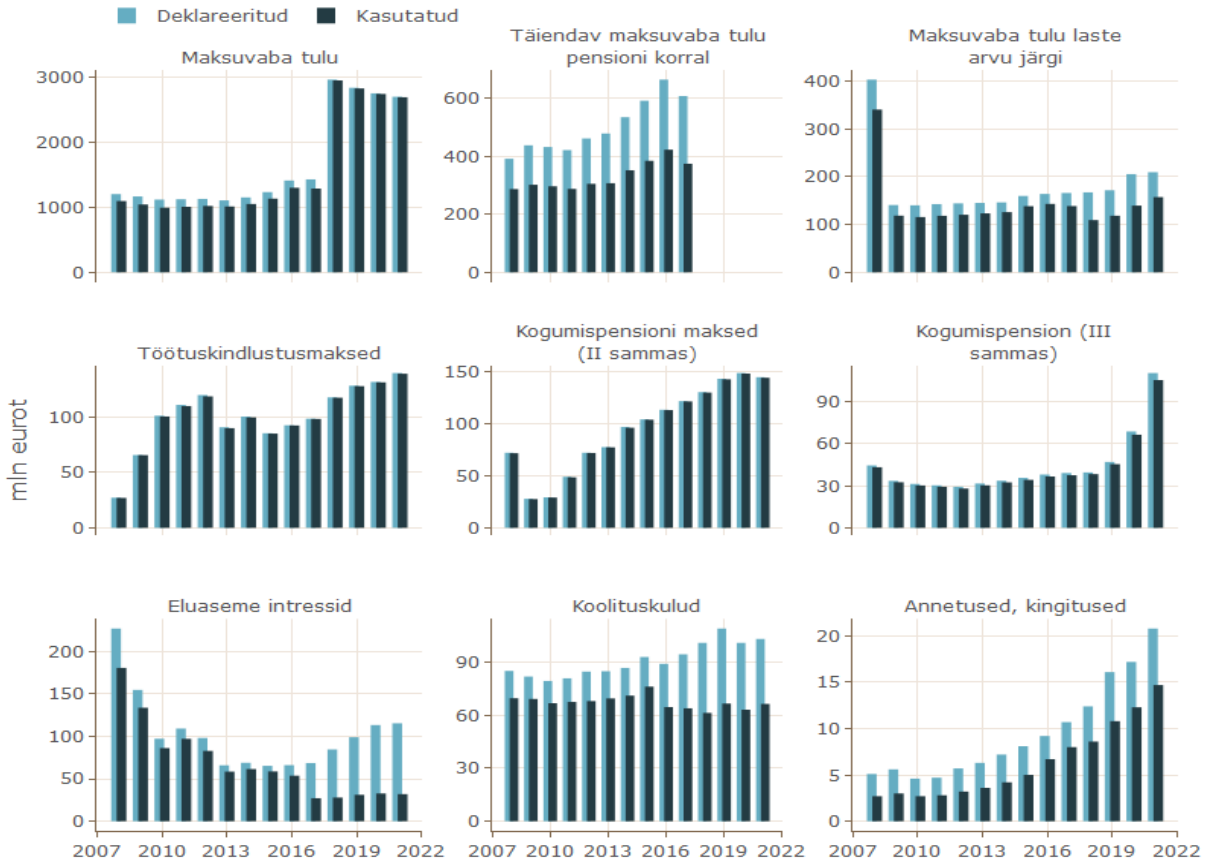 Deklareeritud Kasutatud
Maksuvaba tulu
Täiendav maksuvaba tulu
pensioni korral
Maksuvaba tulu laste
arvu järgi
3000
2000
1000
0
600
400
200
0
400
300
200
100
0
2007 2010 2013 2016 2019 2022
2007 2010 2013 2016 2019 2022
2007 2010 2013 2016 2019 2022
mln eurot
Töötuskindlustusmaksed
Kogumispensioni maksed
(II sammas)
Kogumispension (III
sammas)
100
50
0
150
100
50
0
90
60
30
0
Eluaseme intressid
Koolituskulud
Annetused, kingitused
200
150
100
50
0
90
60
30
0
20
15
10
5
0